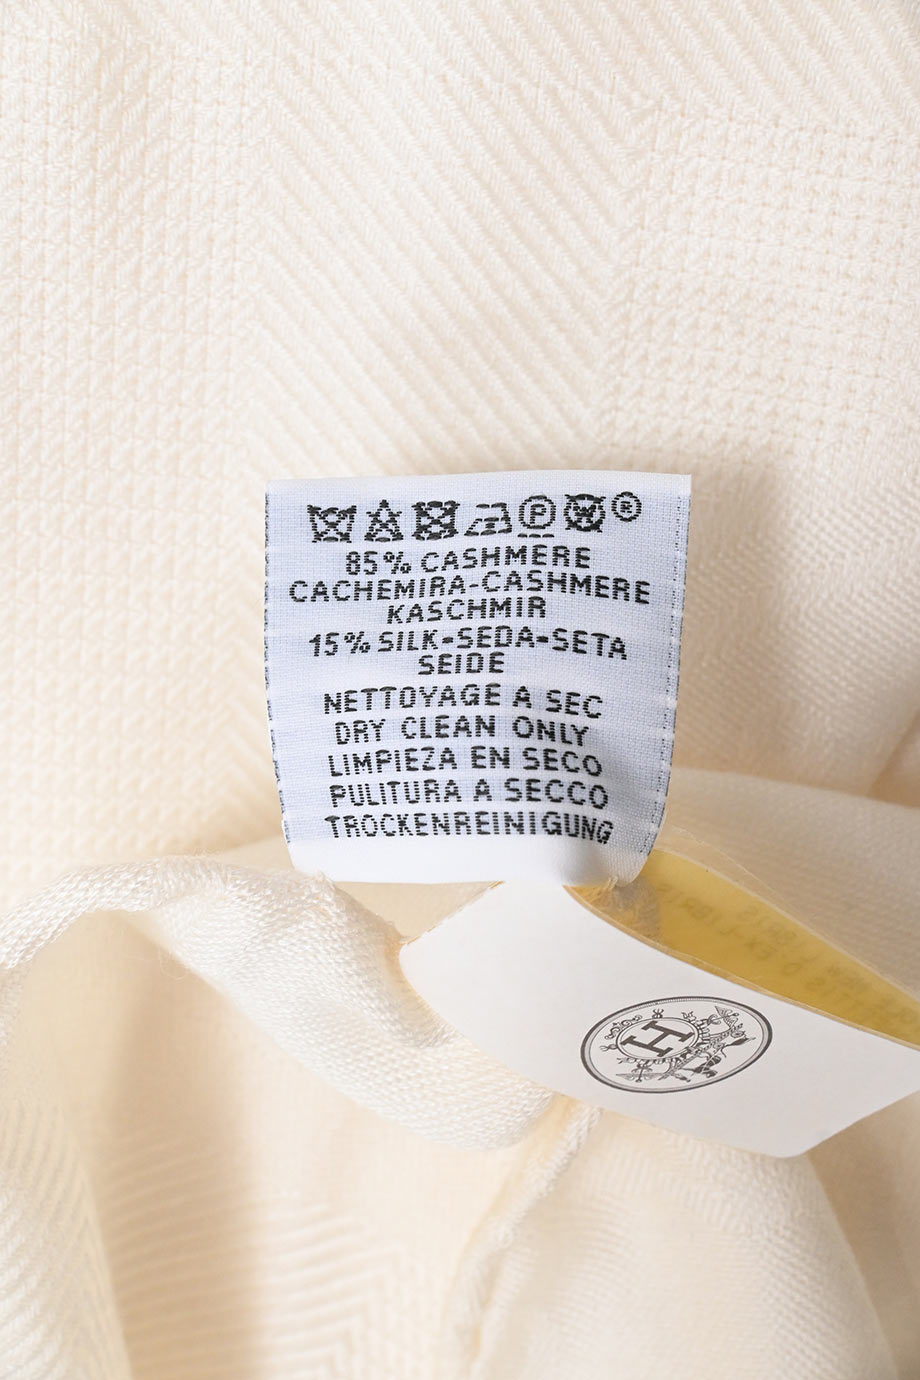 P W ®
85% CASHMERE
CACHEMIRA-CASHMERE
KASCHMIR
15% SILK-SEDA-SETA
SEIDE
NETTOYAGE A SEC
DRY CLEAN ONLY
LIMPIEZA EN SECO
PULITURA A SECCO
TROCKENREINIGUNG
H